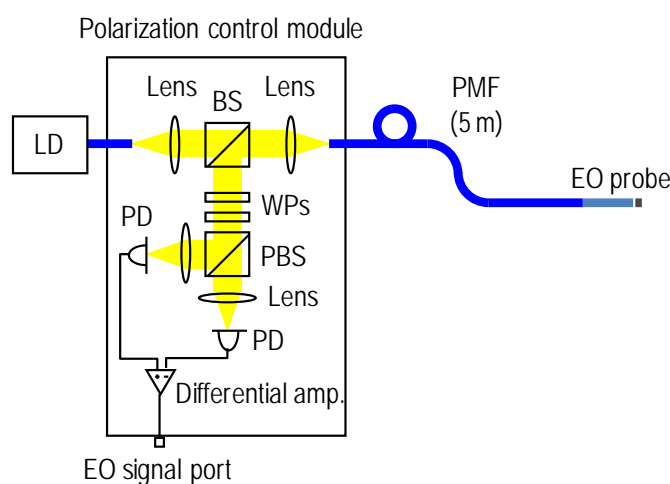 Polarization control module
Lens
BS
Lens
PMF
(5 m)
LD
EO probe
WPs
PD
PBS
Lens
PD
Differential amp.
EO signal port